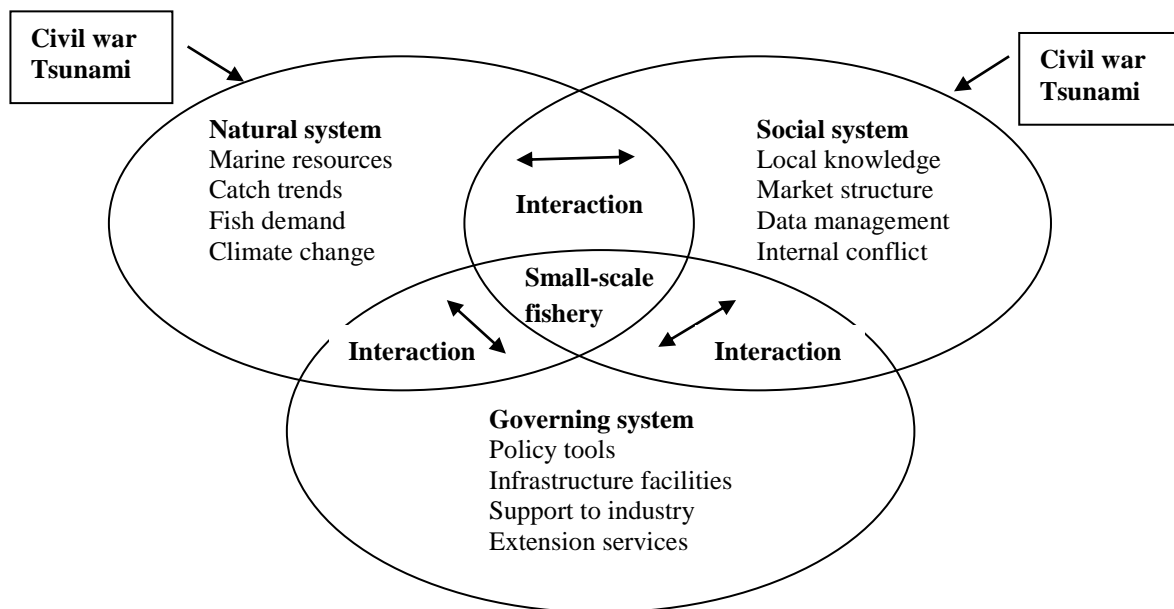 Civil war
Tsunami
Civil war
Tsunami
Natural system
Marine resources
Catch trends
Fish demand
Climate change
Interaction
Social system
Local knowledge
Market structure
Data management
Internal conflict
Small-scale
fishery
Interaction
Interaction
Governing system
Policy tools
Infrastructure facilities
Support to industry
Extension services